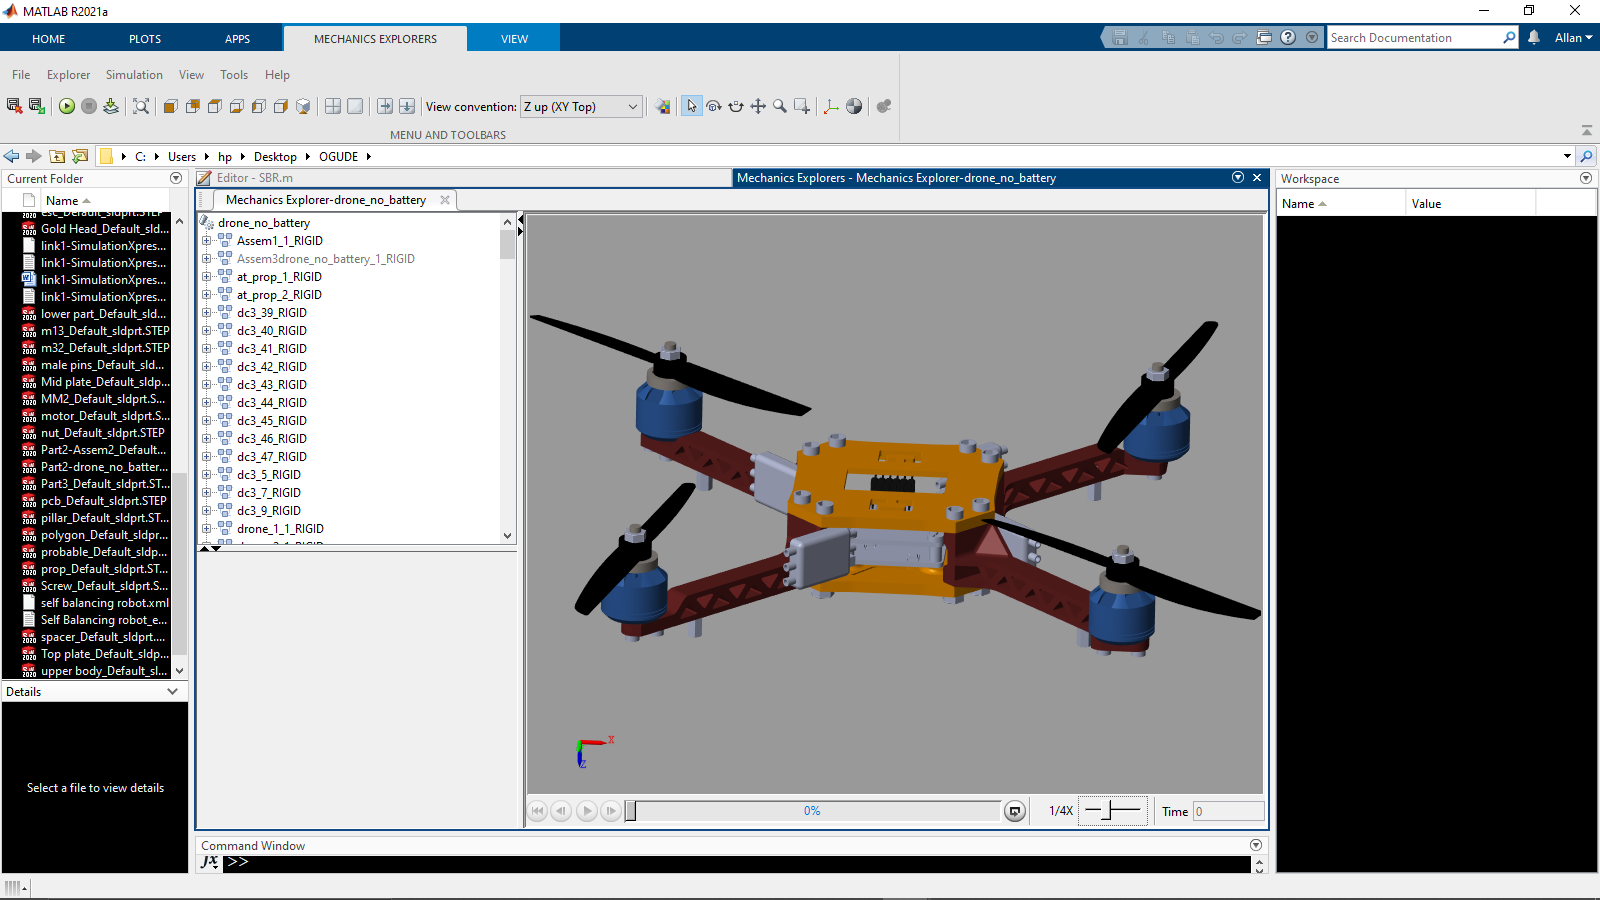 MATLAB R2021a
HOME
PLOTS
APPS
MECHANICS EXPLORERS
VIEW
Search Documentation
Allan
File
Explorer
Simulation
View
Tools
Help
View convention:
Z up (XY Top)
MENU AND TOOLBARS
C:
Users
hp
Desktop
OGUDE
Current Folder
Name
esc_Default_sldprt.STEP
Gold Head_Default_sld...
link1-SimulationXpres...
link1-SimulationXpres...
link1-SimulationXpres...
link1-SimulationXpres...
lower part_Default_sld...
m13_Default_sldprt.STEP
m32_Default_sldprt.STEP
male pins_Default_sld...
Mid plate_Default_sldp...
MM2_Default_sldprt.S...
motor_Default_sldprt.S...
nut_Default_sldprt.STEP
Part2-Assem2_Default...
Part2-drone_no_batter...
Part3_Default_sldprt.ST...
pcb_Default_sldprt.STEP
pillar_Default_sldprt.ST...
polygon_Default_sldpr...
probable_Default_sldp...
prop_Default_sldprt.ST...
Screw_Default_sldprt.S...
self balancing robot.xml
Self Balancing robot_e...
spacer_Default_sldprt....
Top plate_Default_sldp...
upper body_Default_sl...
Details
Select a file to view details
Editor - SBR.m
Mechanics Explorers - Mechanics Explorer-drone_no_battery
Mechanics Explorer-drone_no_battery
drone_no_battery
Assem1_1_RIGID
Assem3drone_no_battery_1_RIGID
at_prop_1_RIGID
at_prop_2_RIGID
dc3_39_RIGID
dc3_40_RIGID
dc3_41_RIGID
dc3_42_RIGID
dc3_43_RIGID
dc3_44_RIGID
dc3_45_RIGID
dc3_46_RIGID
dc3_47_RIGID
dc3_5_RIGID
dc3_7_RIGID
dc3_9_RIGID
drone_1_1_RIGID
X
Z
0%
1/4X
Time
0
Command Window
fx >>
Workspace
Name
Value